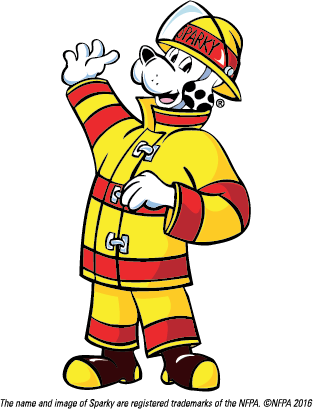 SPARKY
®
The name and image of Sparky are registered trademarks of the NFPA. ©NFPA 2016